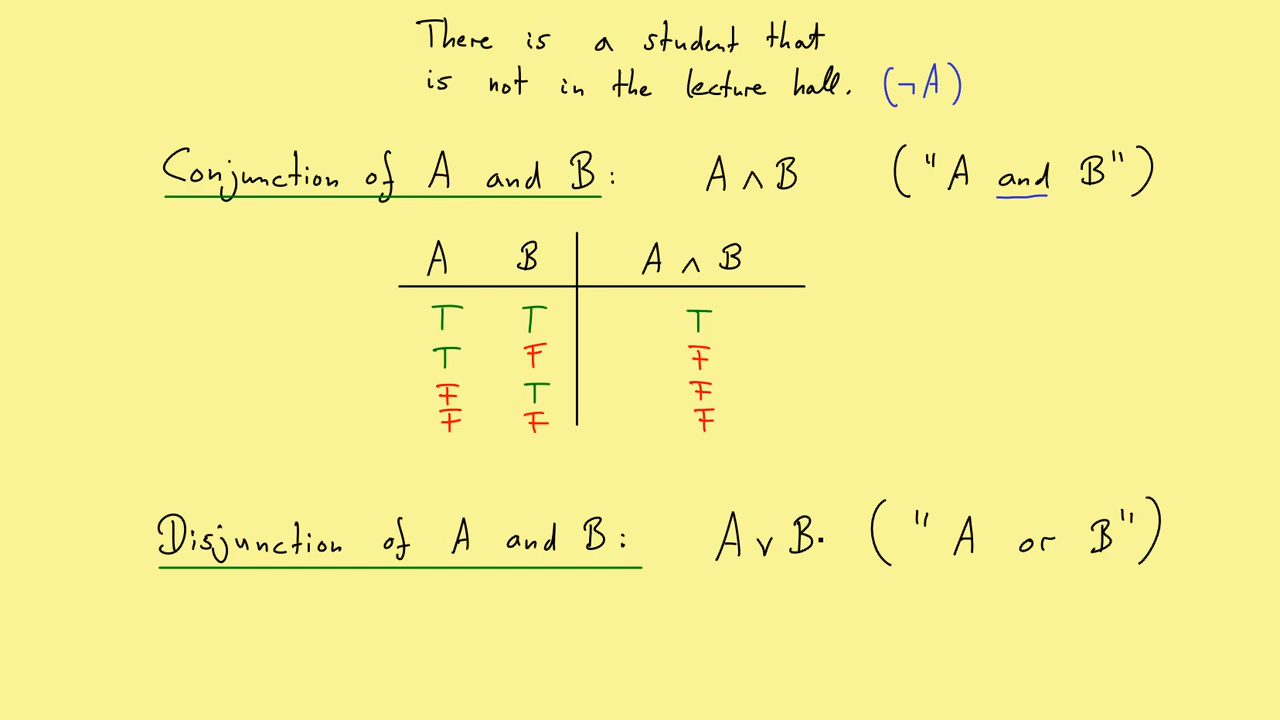 There is a student that
is not in the lecture hall. (¬A)
Conjunction of A and B: A ∧ B ("A and B")
A B A ∧ B
T T T
T F F
F T F
F F F
Disjunction of A and B: A ∨ B. ("A or B")